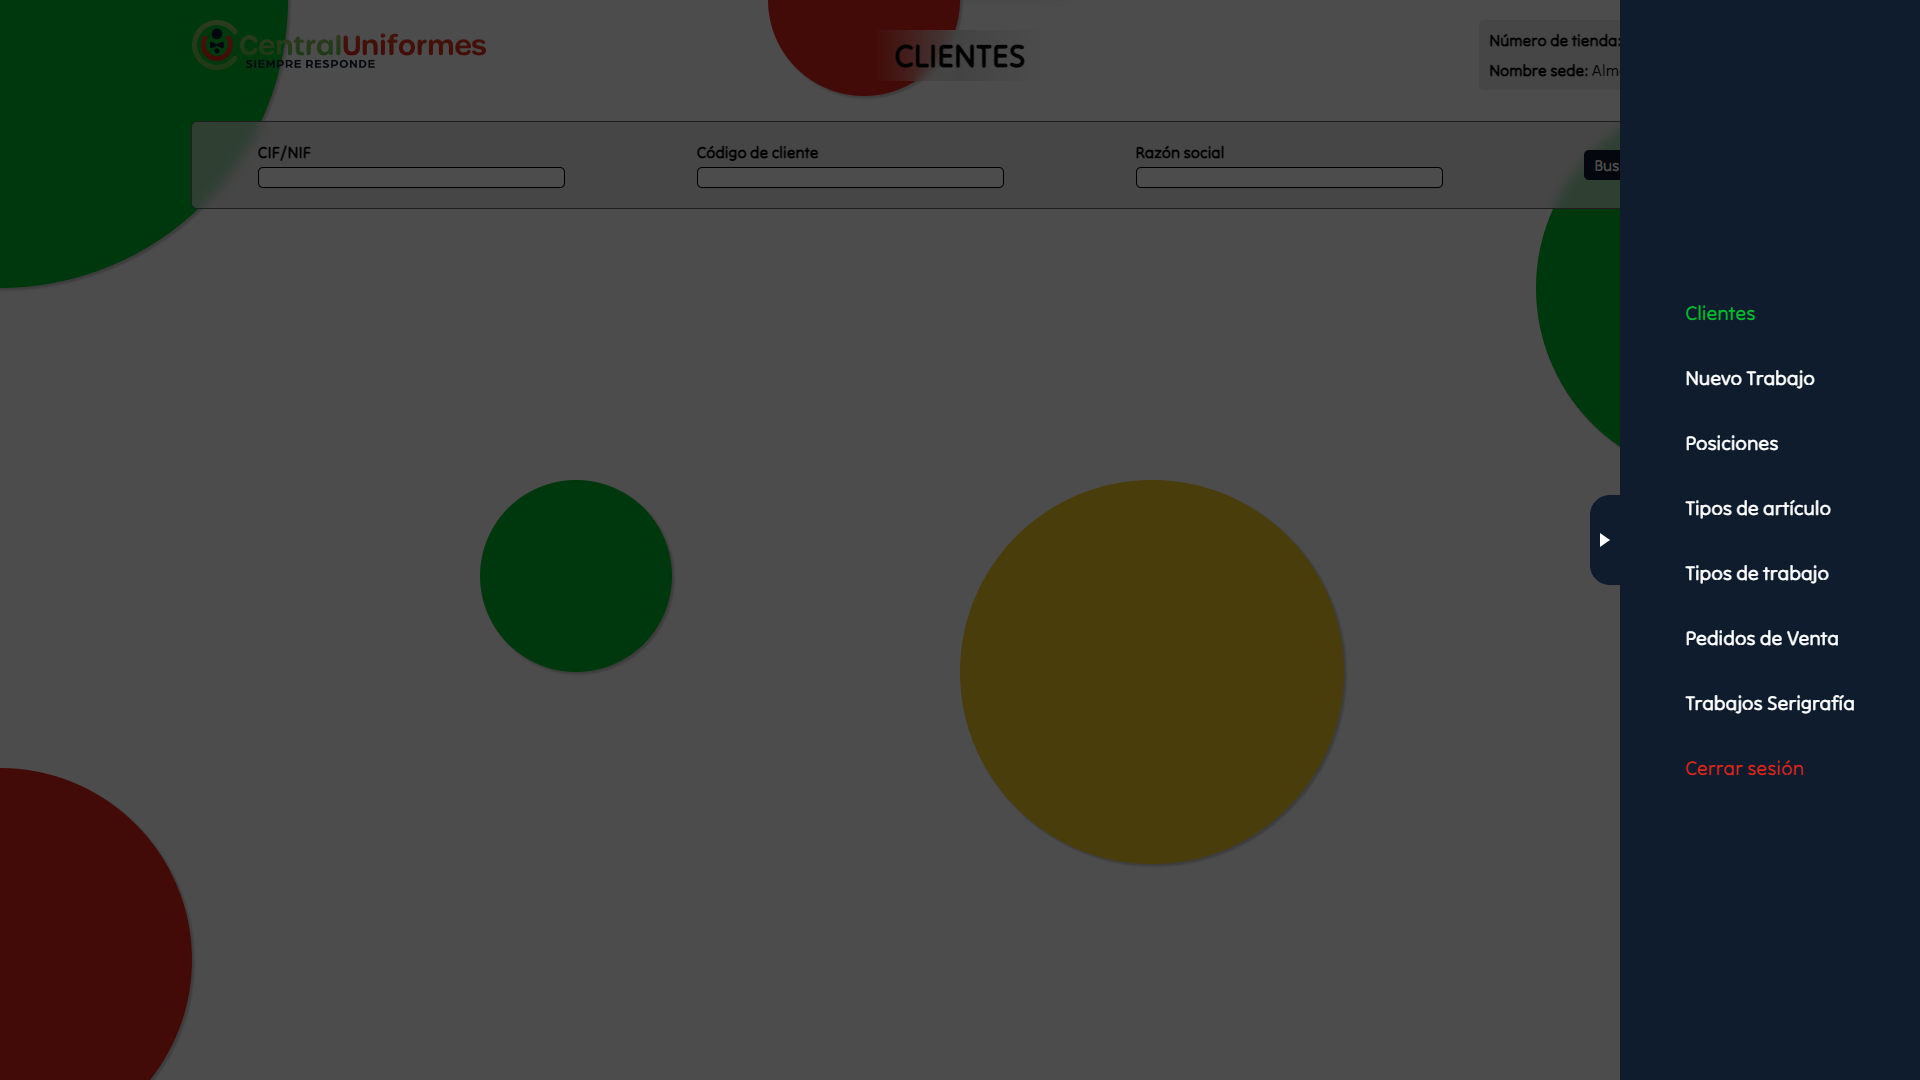 CentralUniformes
SIEMPRE RESPONDE
CLIENTES
Número de tienda:
Nombre sede: Alm
CIF/NIF
Código de cliente
Razón social
Bus
Clientes
Nuevo Trabajo
Posiciones
Tipos de artículo
Tipos de trabajo
Pedidos de Venta
Trabajos Serigrafía
Cerrar sesión